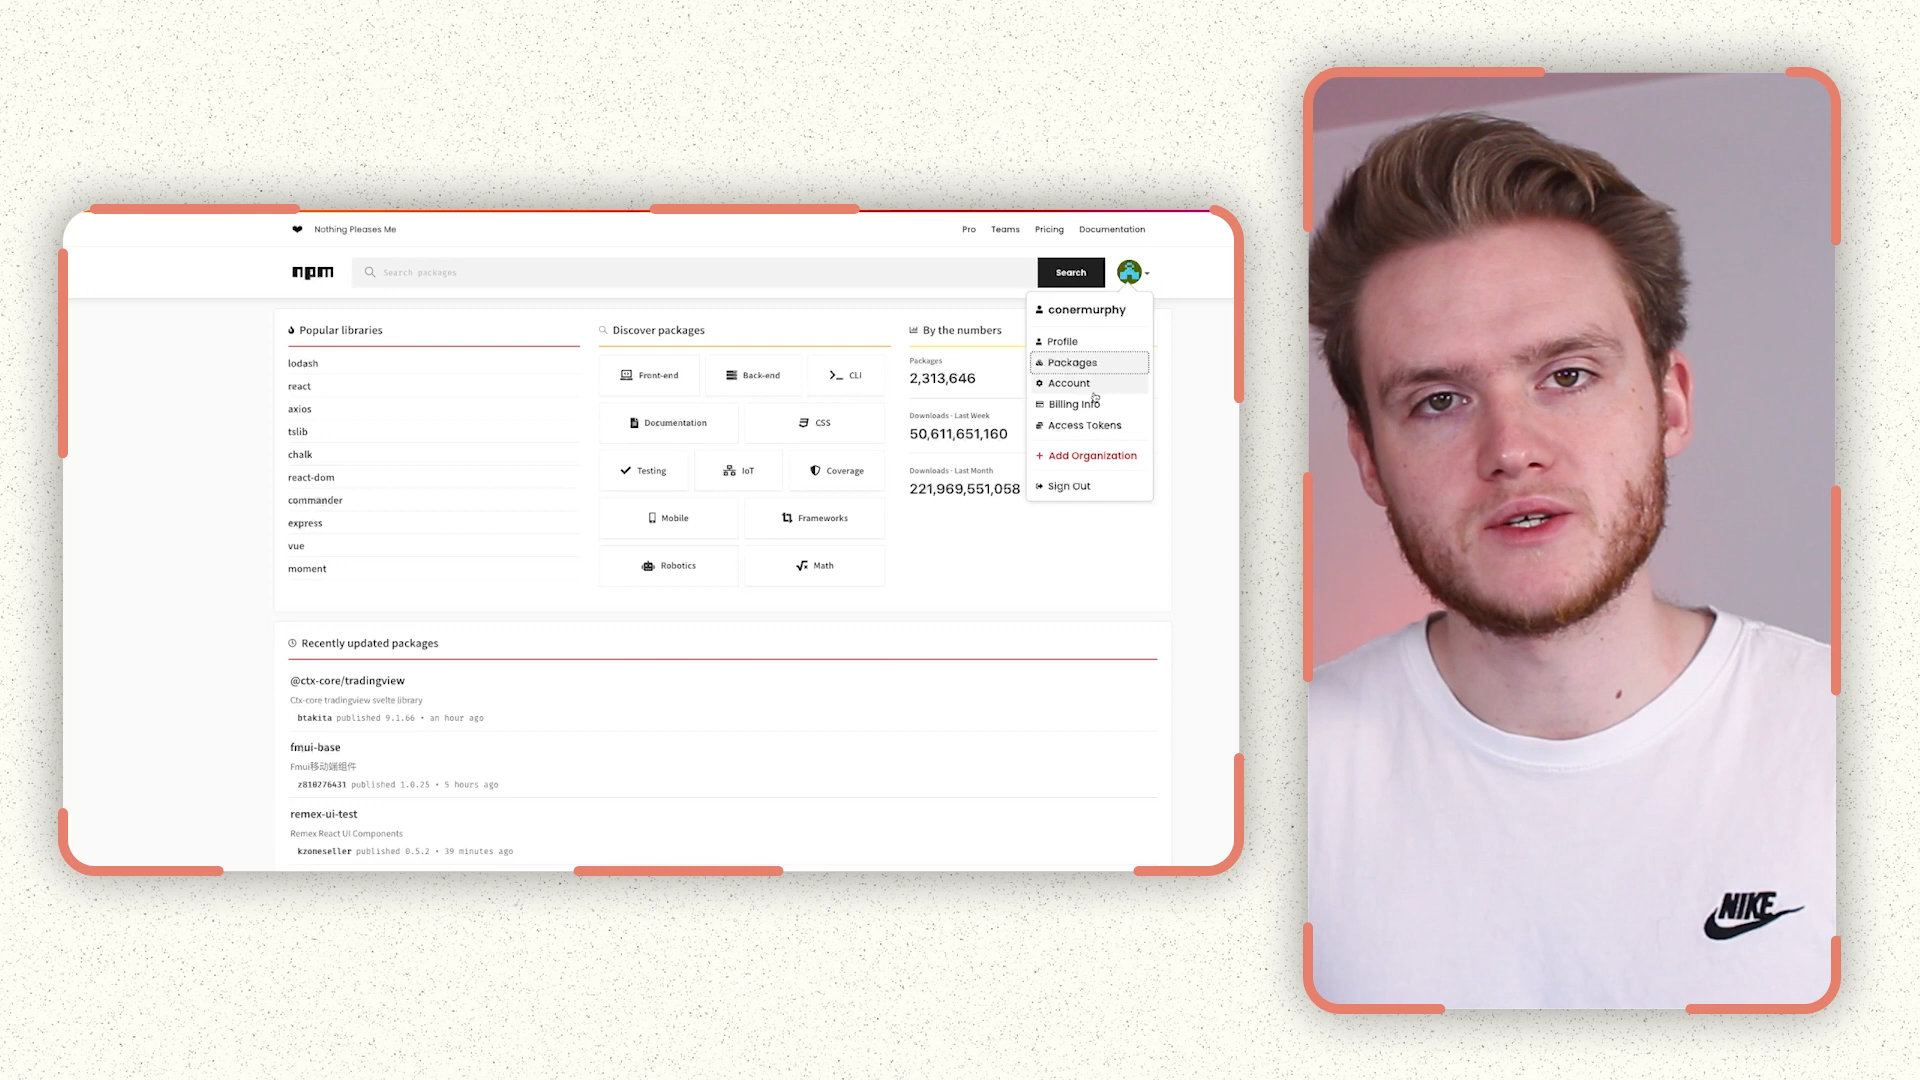 Nothing Pleases Me
Pro Teams Pricing Documentation
npm
Search packages
Search
conermurphy
Profile
Packages
Account
Billing Info
Access Tokens
+ Add Organization
Sign Out
Popular libraries
lodash
react
axios
tslib
chalk
react-dom
commander
express
vue
moment
Discover packages
Front-end
Back-end
CLI
Documentation
CSS
Testing
IoT
Coverage
Mobile
Frameworks
Robotics
Math
By the numbers
Packages
2,313,646
Downloads · Last Week
50,611,651,160
Downloads · Last Month
221,969,551,058
Recently updated packages
@ctx-core/tradingview
Ctx-core tradingview svelte library
btakita published 9.1.66 • an hour ago
fmui-base
Fmui移动端组件
z810276431 published 1.0.25 • 5 hours ago
remex-ui-test
Remex React UI Components
kzoneseller published 0.5.2 • 39 minutes ago
NIKE